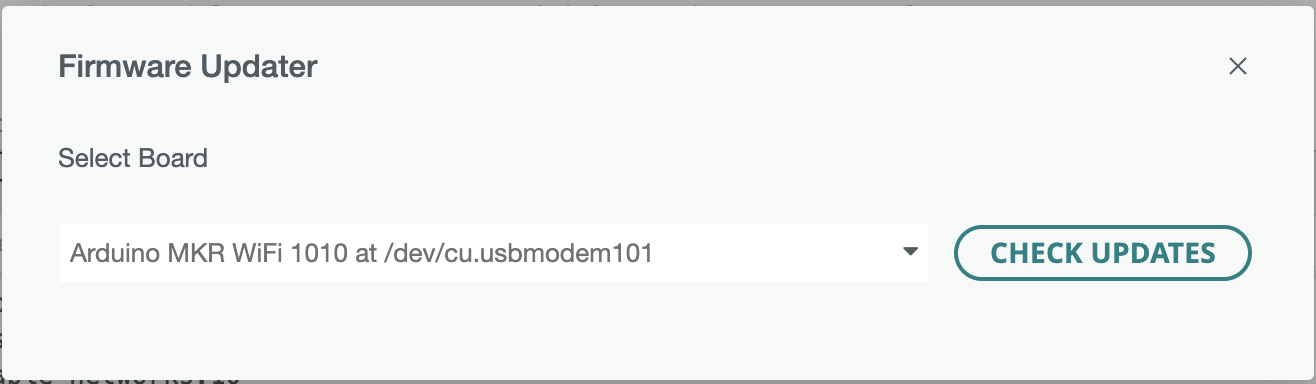 Firmware Updater
Select Board
Arduino MKR WiFi 1010 at /dev/cu.usbmodem101
CHECK UPDATES